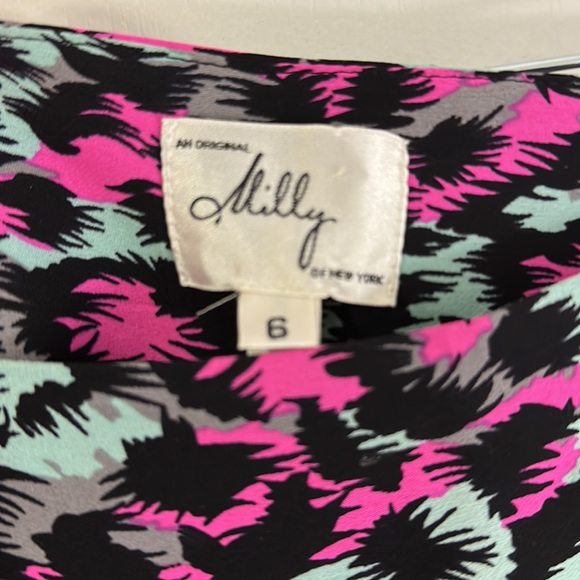 AN ORIGINAL
Milly
OF NEW YORK
6